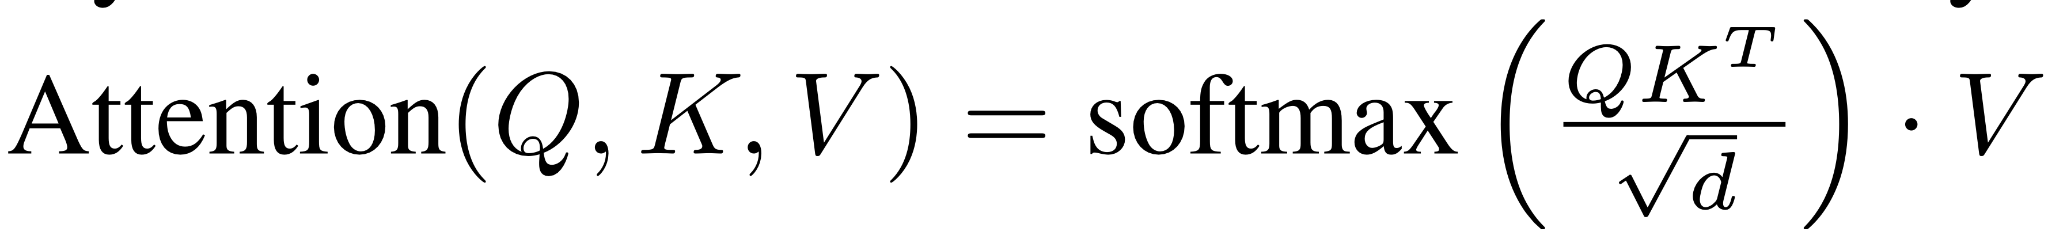 Attention(Q, K, V) = softmax (QK^T / √d) · V